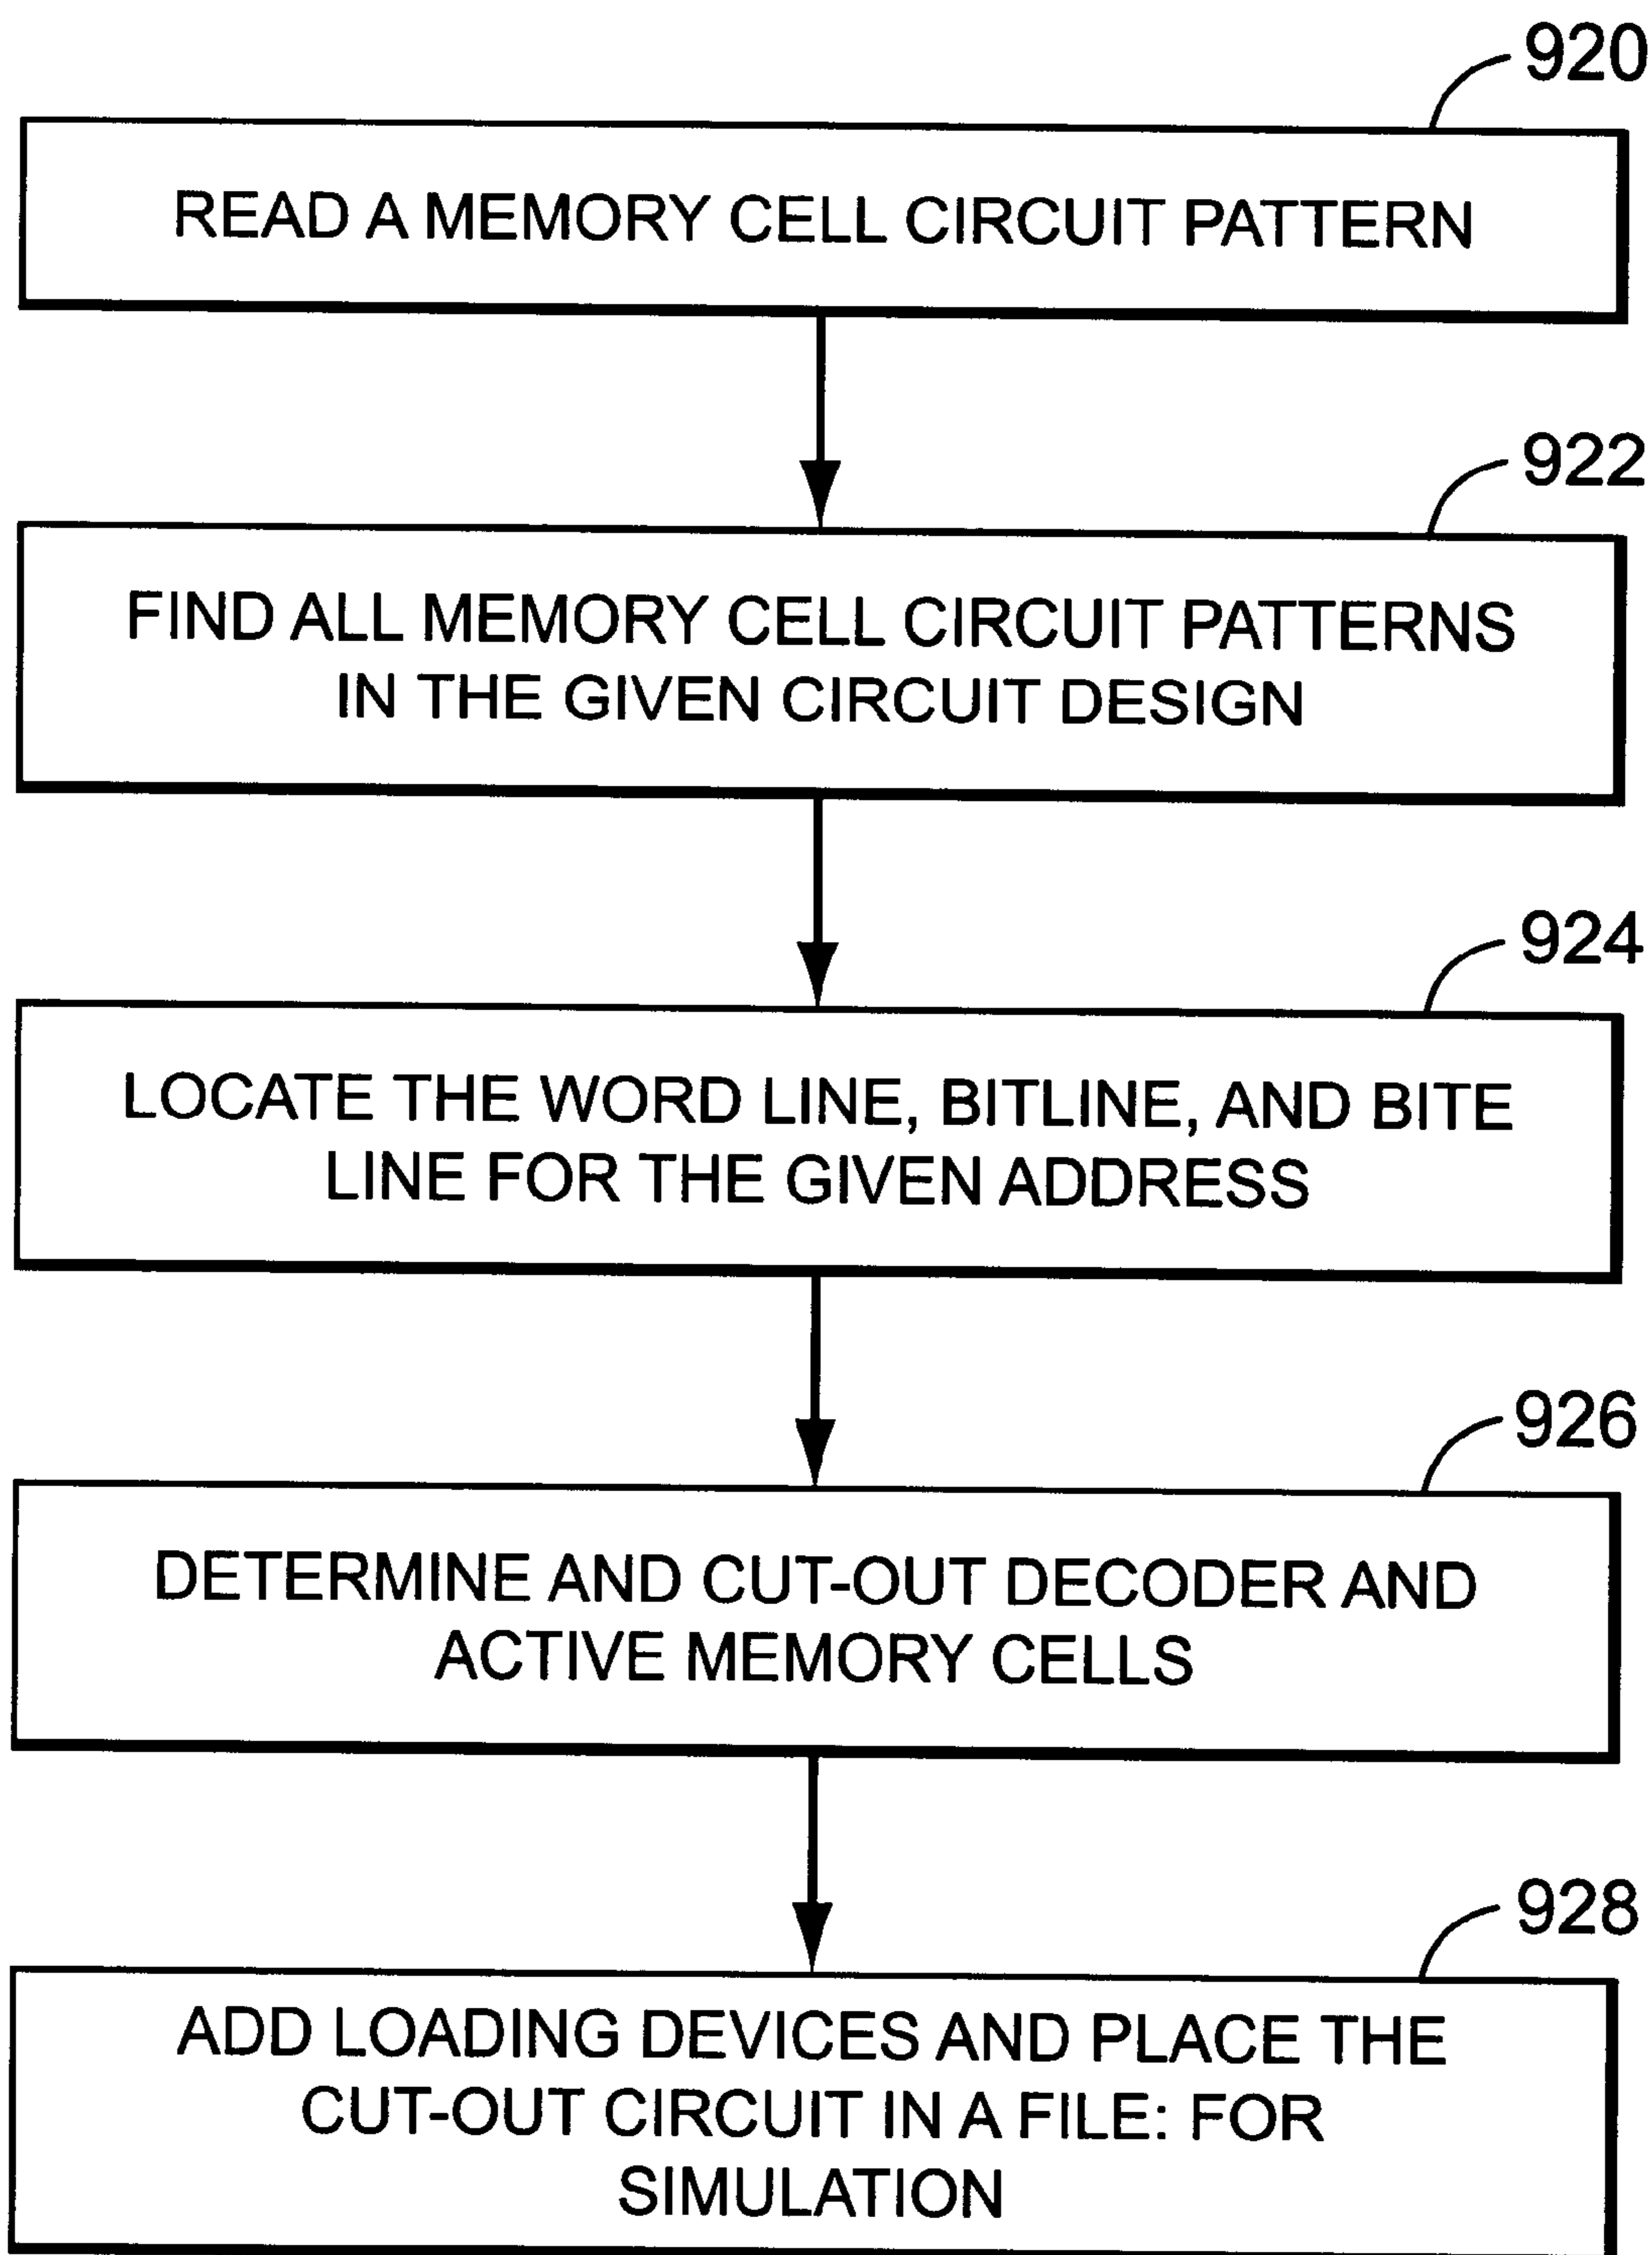 920
READ A MEMORY CELL CIRCUIT PATTERN
922
FIND ALL MEMORY CELL CIRCUIT PATTERNS
IN THE GIVEN CIRCUIT DESIGN
924
LOCATE THE WORD LINE, BITLINE, AND BITE
LINE FOR THE GIVEN ADDRESS
926
DETERMINE AND CUT-OUT DECODER AND
ACTIVE MEMORY CELLS
928
ADD LOADING DEVICES AND PLACE THE
CUT-OUT CIRCUIT IN A FILE: FOR
SIMULATION